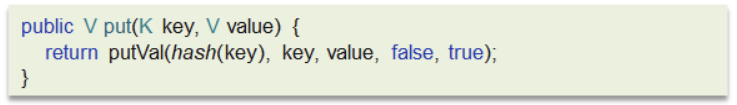 public V put(K key, V value) {
return putVal(hash(key), key, value, false, true);
}